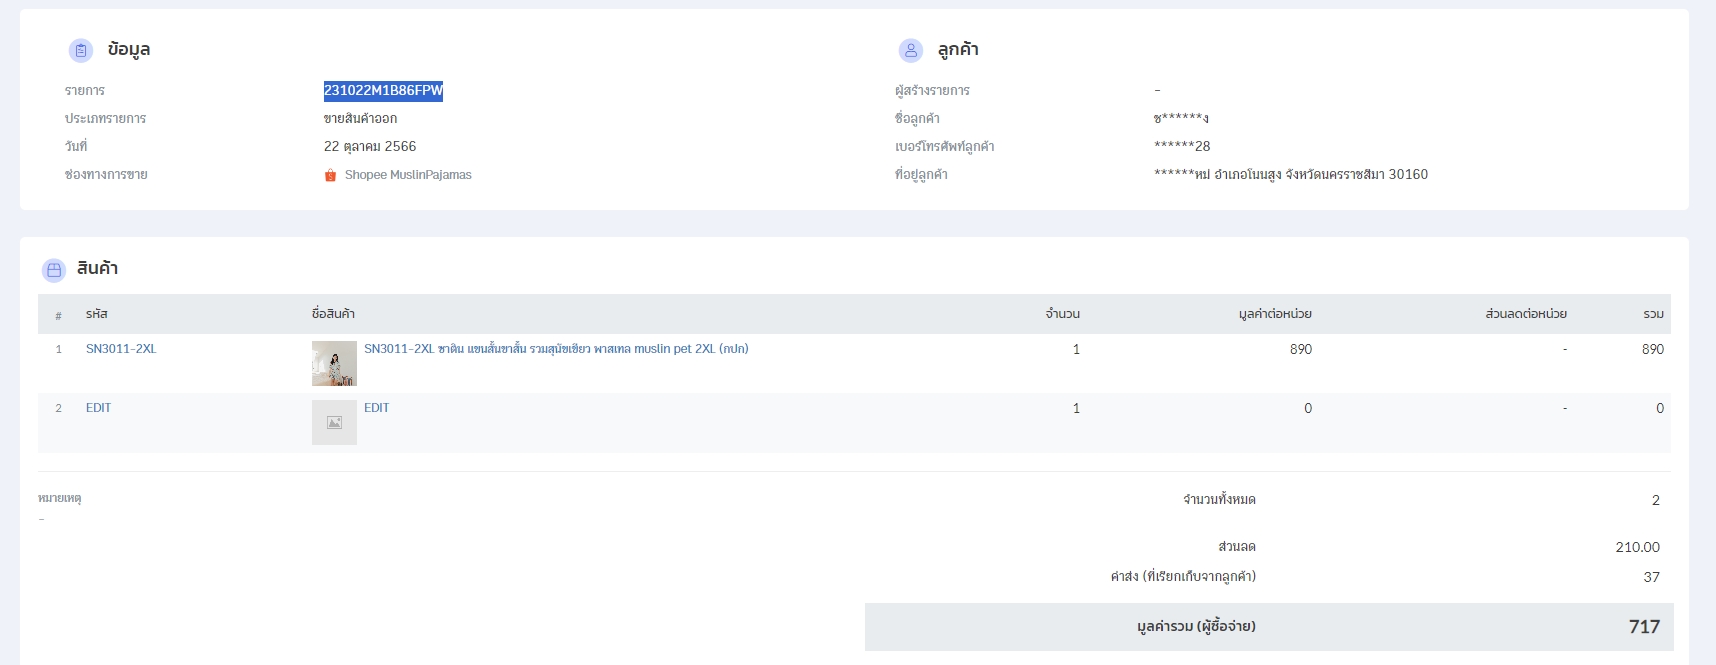 ข้อมูล
รายการ 231022M1B86FPW
ประเภทรายการ ขายสินค้าออก
วันที่ 22 ตุลาคม 2566
ช่องทางการขาย Shopee MuslinPajamas
ลูกค้า
ผู้สร้างรายการ -
ชื่อลูกค้า ช******ง
เบอร์โทรศัพท์ลูกค้า ******28
ที่อยู่ลูกค้า ******หม่ อำเภอโนนสูง จังหวัดนครราชสีมา 30160
สินค้า
# รหัส ชื่อสินค้า จำนวน มูลค่าต่อหน่วย ส่วนลดต่อหน่วย รวม
1 SN3011-2XL SN3011-2XL ซาติน แขนสั้นขาสั้น รวมสุนัขเขียว พาสเทล muslin pet 2XL (กปก) 1 890 - 890
2 EDIT EDIT 1 0 - 0
หมายเหตุ
-
จำนวนทั้งหมด 2
ส่วนลด 210.00
ค่าส่ง (ที่เรียกเก็บจากลูกค้า) 37
มูลค่ารวม (ผู้ซื้อจ่าย) 717